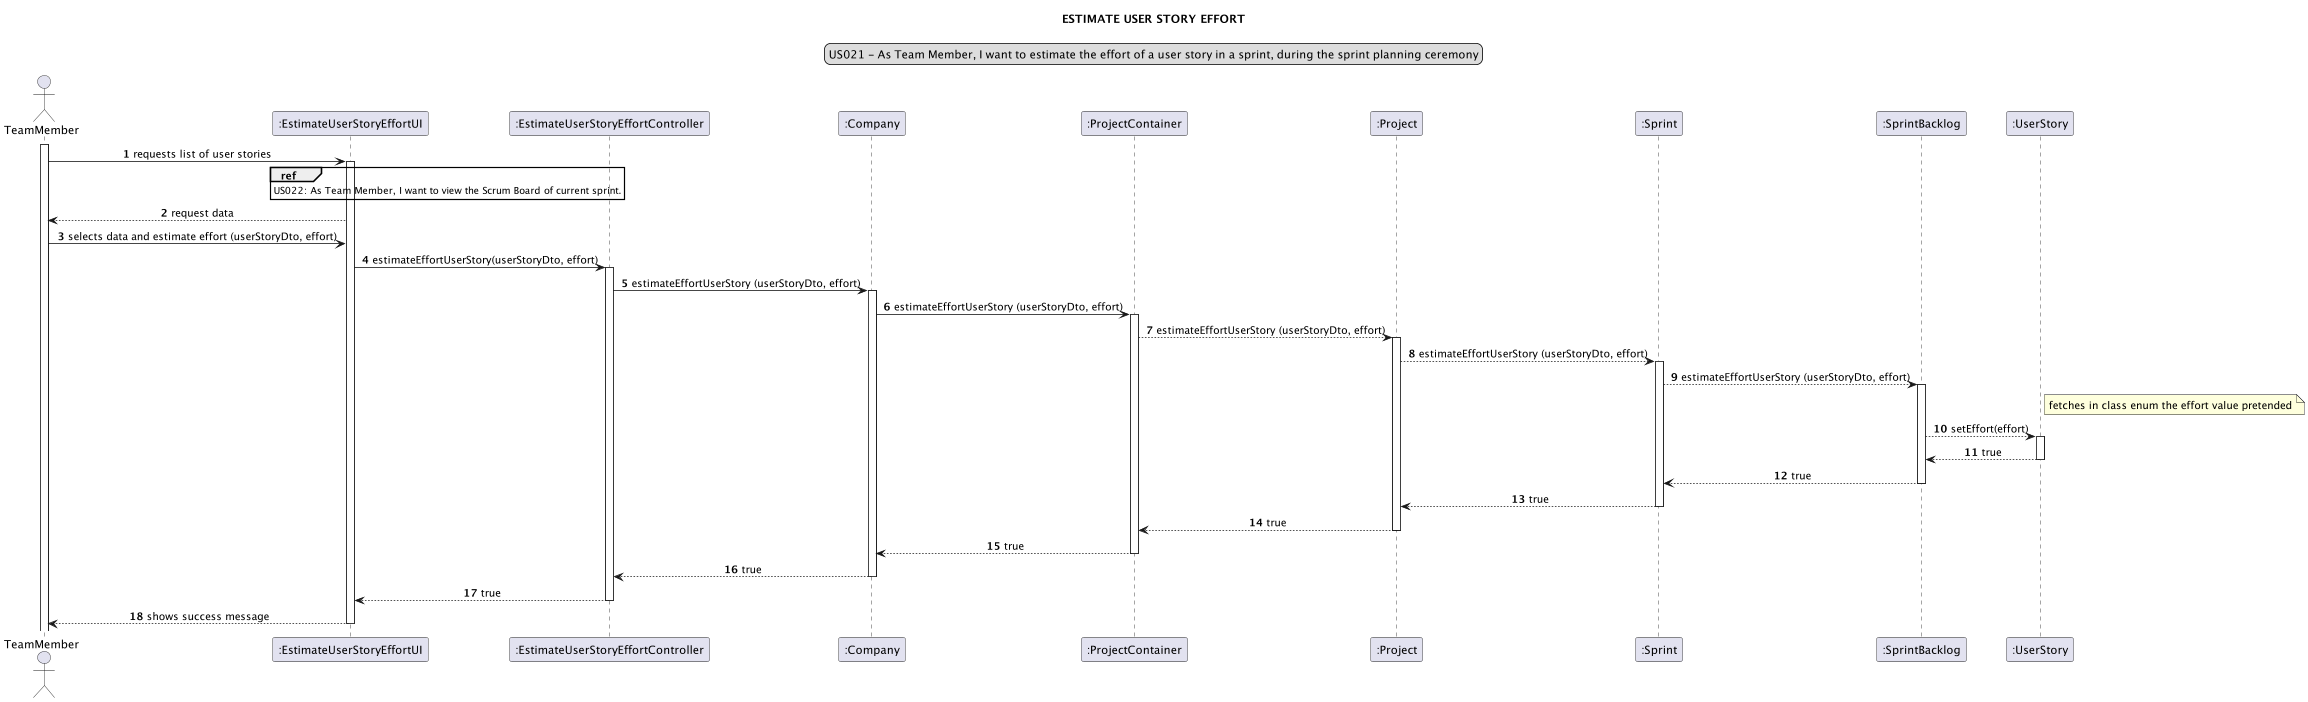 ESTIMATE USER STORY EFFORT
US021 – As Team Member, I want to estimate the effort of a user story in a sprint, during the sprint planning ceremony
TeamMember
:EstimateUserStoryEffortUI
:EstimateUserStoryEffortController
:Company
:ProjectContainer
:Project
:Sprint
:SprintBacklog
:UserStory
1 requests list of user stories
ref
US022: As Team Member, I want to view the Scrum Board of current sprint.
2 request data
3 selects data and estimate effort (userStoryDto, effort)
4 estimateEffortUserStory(userStoryDto, effort)
5 estimateEffortUserStory (userStoryDto, effort)
6 estimateEffortUserStory (userStoryDto, effort)
7 estimateEffortUserStory (userStoryDto, effort)
8 estimateEffortUserStory (userStoryDto, effort)
9 estimateEffortUserStory (userStoryDto, effort)
fetches in class enum the effort value pretended
10 setEffort(effort)
11 true
12 true
13 true
14 true
15 true
16 true
17 true
18 shows success message
TeamMember
:EstimateUserStoryEffortUI
:EstimateUserStoryEffortController
:Company
:ProjectContainer
:Project
:Sprint
:SprintBacklog
:UserStory